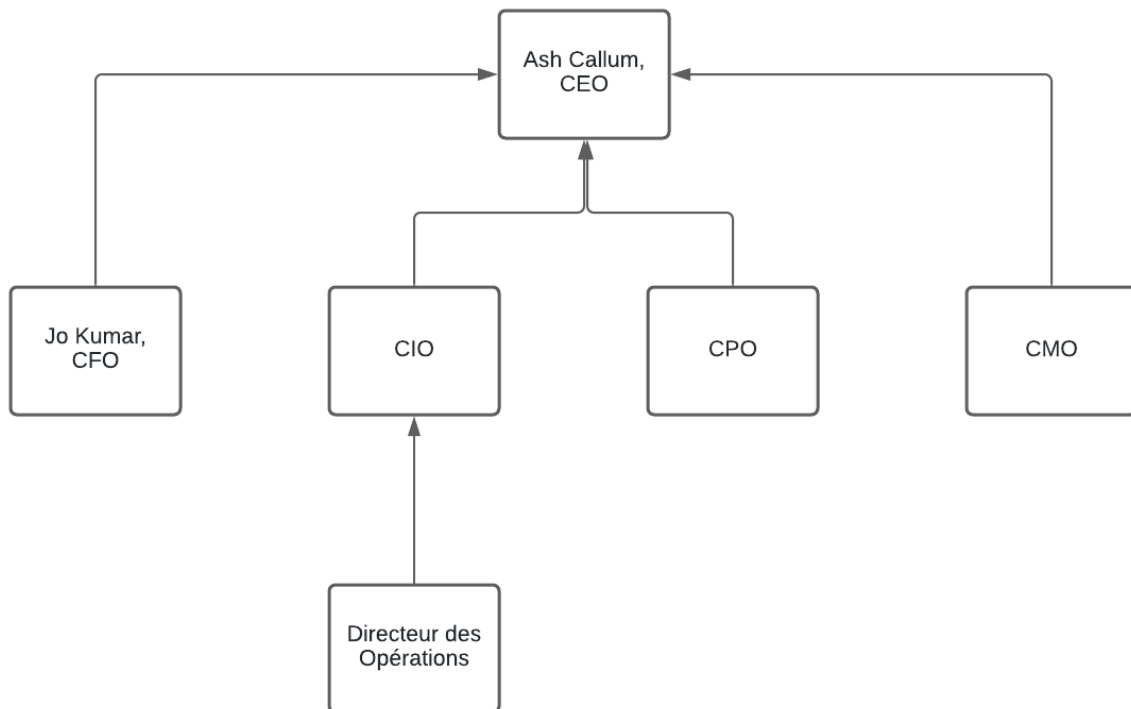 Ash Callum,
CEO
Jo Kumar,
CFO
CIO
CPO
CMO
Directeur des
Opérations